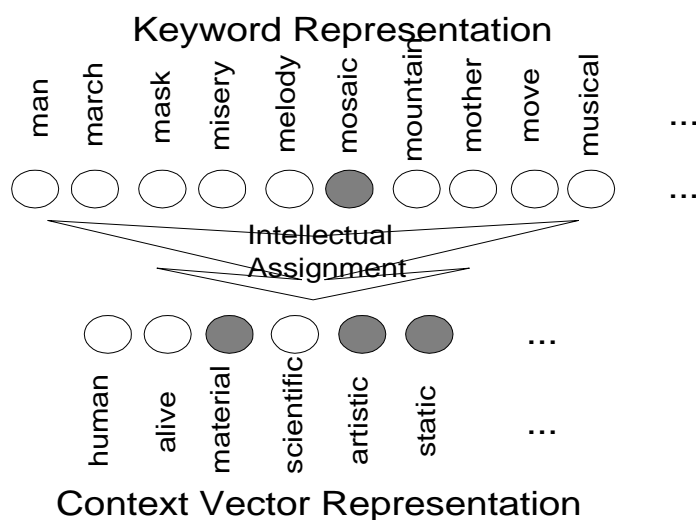 Keyword Representation
man march mask misery melody mosaic mountain mother move musical ...
...
Intellectual
Assignment
...
human alive material scientific artistic static ...
Context Vector Representation